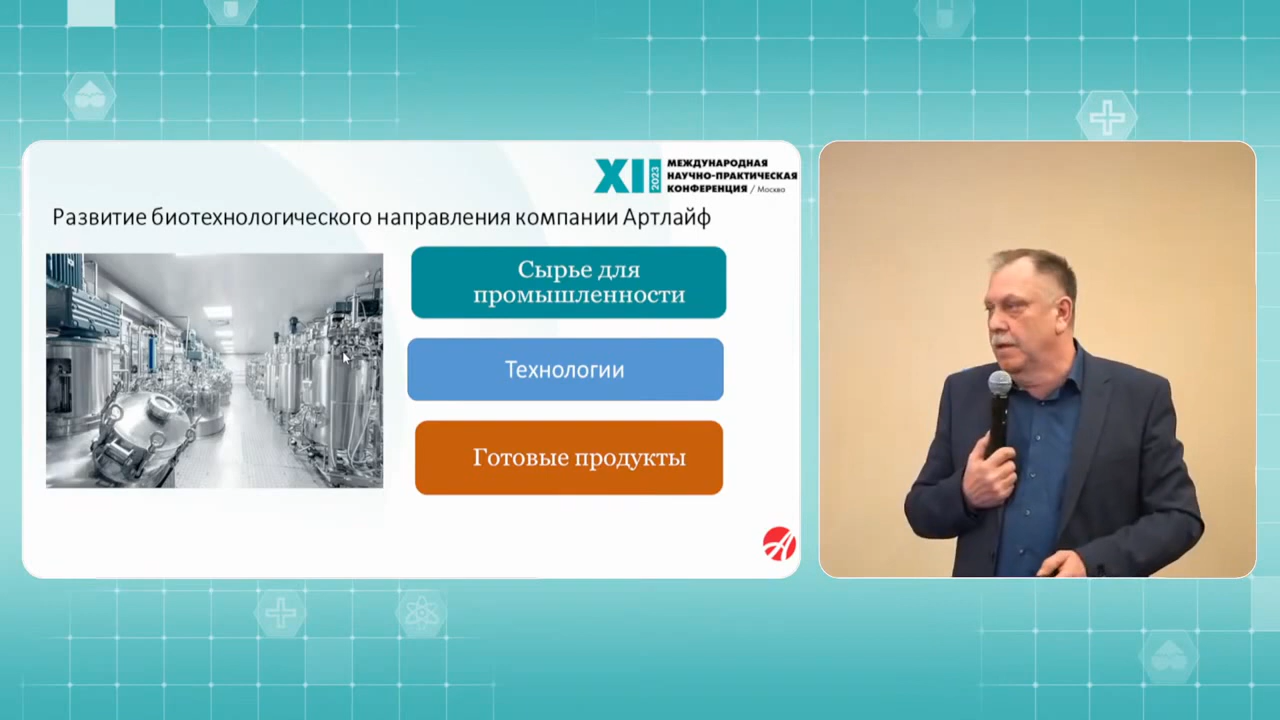 XII
2023
МЕЖДУНАРОДНАЯ
НАУЧНО-ПРАКТИЧЕСКАЯ
КОНФЕРЕНЦИЯ / Москва
Развитие биотехнологического направления компании Артлайф
Сырье для
промышленности
Технологии
Готовые продукты